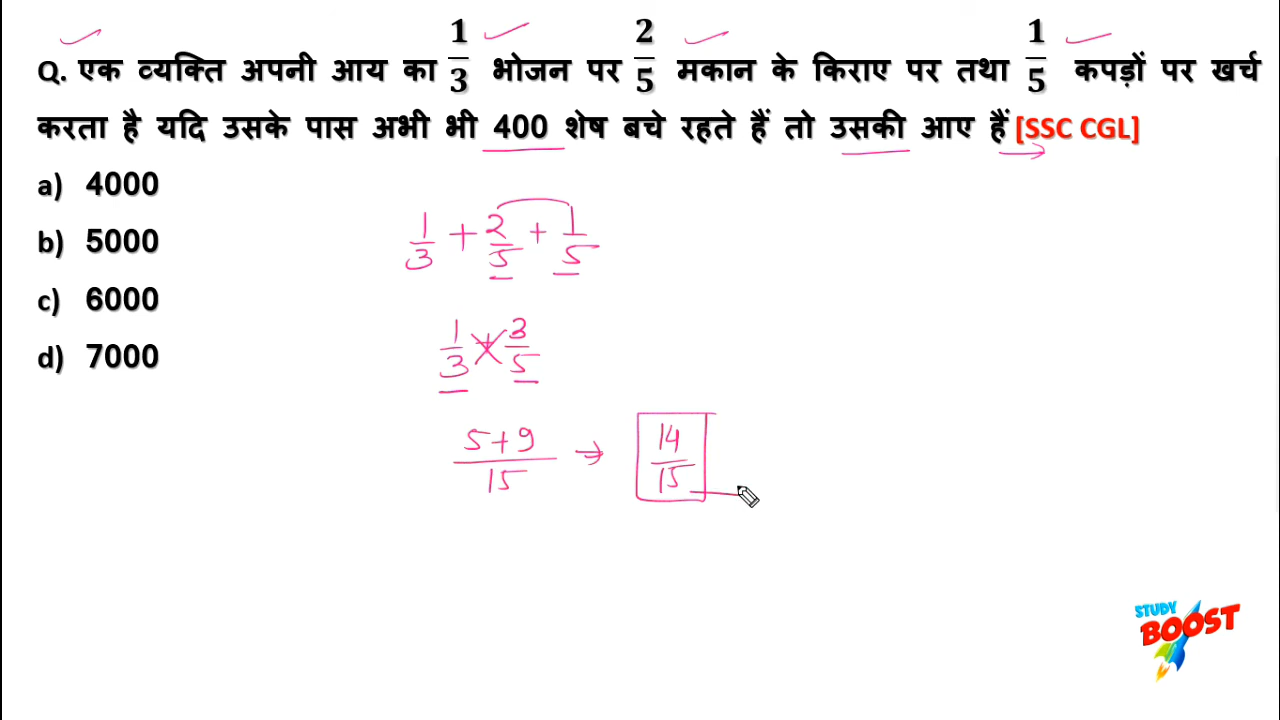 Q. एक व्यक्ति अपनी आय का 1/3 भोजन पर 2/5 मकान के किराए पर तथा 1/5 कपड़ों पर खर्च
करता है यदि उसके पास अभी भी 400 शेष बचे रहते हैं तो उसकी आए हैं [SSC CGL]
a) 4000
b) 5000
c) 6000
d) 7000
1/3 + 2/5 + 1/5
1/3 + 3/5
5+9/15 → 14/15
STUDY
BOOST